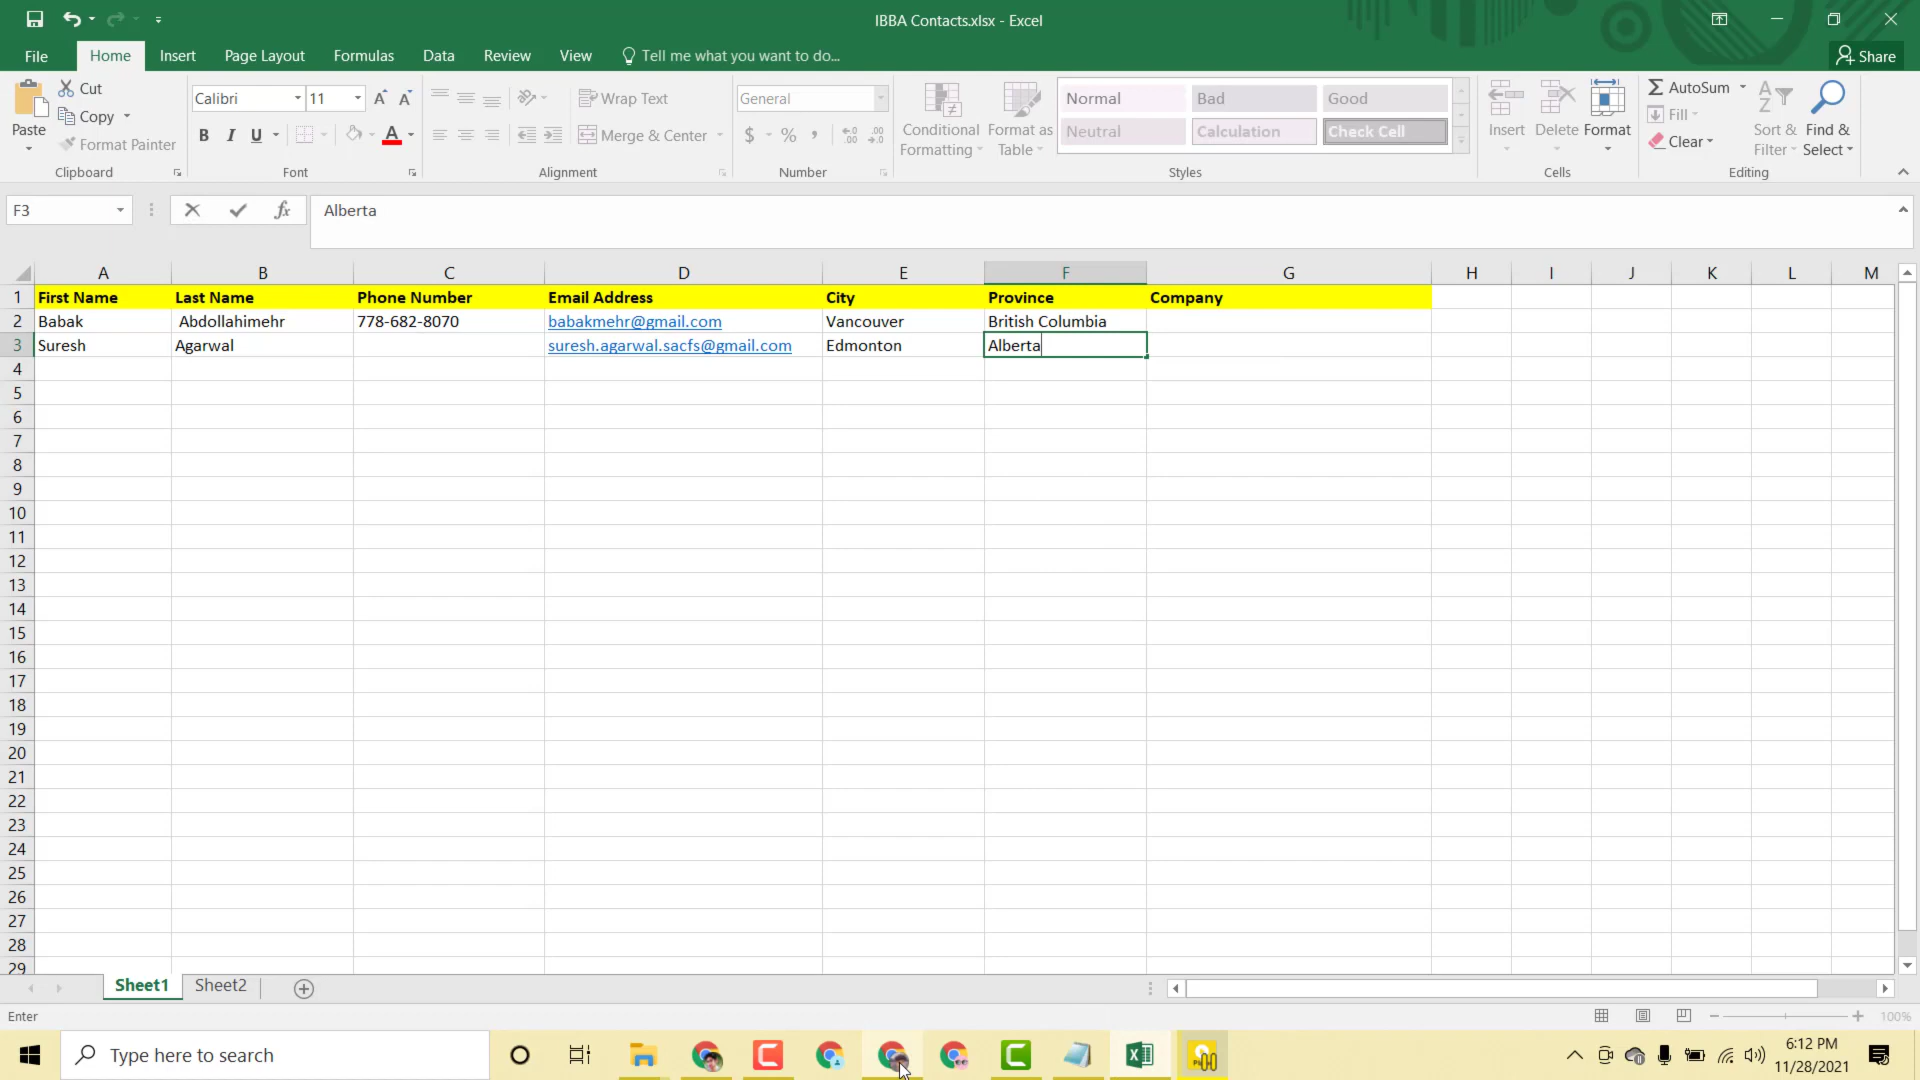 IBBA Contacts.xlsx - Excel
File Home Insert Page Layout Formulas Data Review View Tell me what you want to do... Share
Paste Cut Copy Format Painter
Calibri 11
B I U
Wrap Text
Merge & Center
General
$ % ,
Conditional Formatting
Format as Table
Normal Bad Good
Neutral Calculation Check Cell
Insert Delete Format
AutoSum
Fill
Clear
Sort & Filter
Find & Select
Clipboard Font Alignment Number Styles Cells Editing
F3 fx Alberta
A B C D E F G H I J K L M
1 First Name Last Name Phone Number Email Address City Province Company
2 Babak Abdollahimehr 778-682-8070 babakmehr@gmail.com Vancouver British Columbia
3 Suresh Agarwal suresh.agarwal.sacfs@gmail.com Edmonton Alberta
4
5
6
7
8
9
10
11
12
13
14
15
16
17
18
19
20
21
22
23
24
25
26
27
28
29
Sheet1 Sheet2
Enter 100%
Type here to search
6:12 PM
11/28/2021